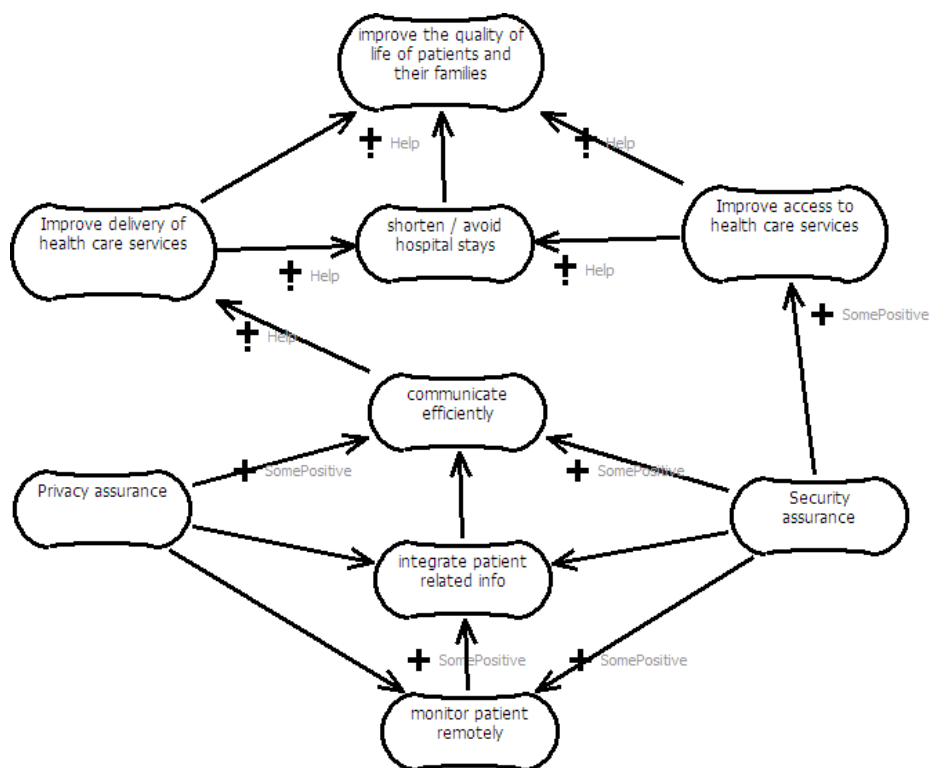 improve the quality of
life of patients and
their families
Help
Help
Improve delivery of
health care services
shorten / avoid
hospital stays
Improve access to
health care services
Help
Help
SomePositive
Help
communicate
efficiently
SomePositive
SomePositive
Privacy assurance
Security
assurance
integrate patient
related info
SomePositive
SomePositive
monitor patient
remotely